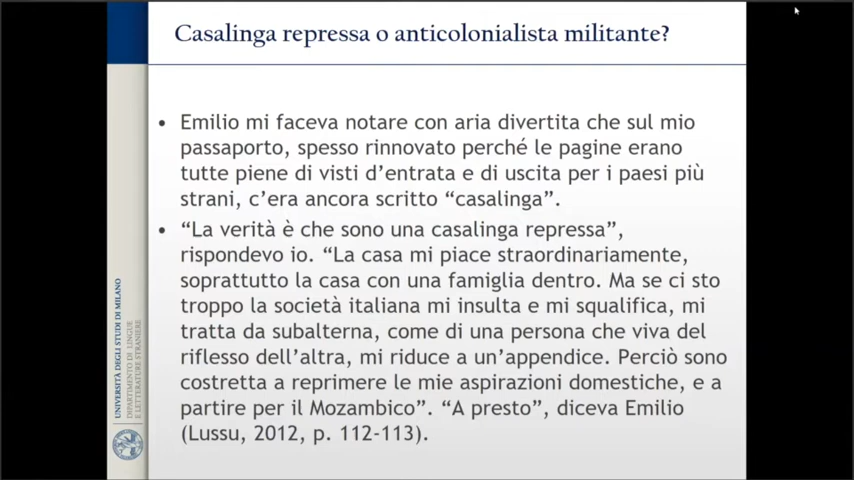 Casalinga repressa o anticolonialista militante?
• Emilio mi faceva notare con aria divertita che sul mio
passaporto, spesso rinnovato perché le pagine erano
tutte piene di visti d’entrata e di uscita per i paesi più
strani, c’era ancora scritto “casalinga”.
• “La verità è che sono una casalinga repressa”,
rispondevo io. “La casa mi piace straordinariamente,
soprattutto la casa con una famiglia dentro. Ma se ci sto
troppo la società italiana mi insulta e mi squalifica, mi
tratta da subalterna, come di una persona che viva del
riflesso dell’altra, mi riduce a un’appendice. Perciò sono
costretta a reprimere le mie aspirazioni domestiche, e a
partire per il Mozambico”. “A presto”, diceva Emilio
(Lussu, 2012, p. 112-113).
UNIVERSITÀ DEGLI STUDI DI MILANO
DIPARTIMENTO DI LINGUE
E LETTERATURE STRANIERE